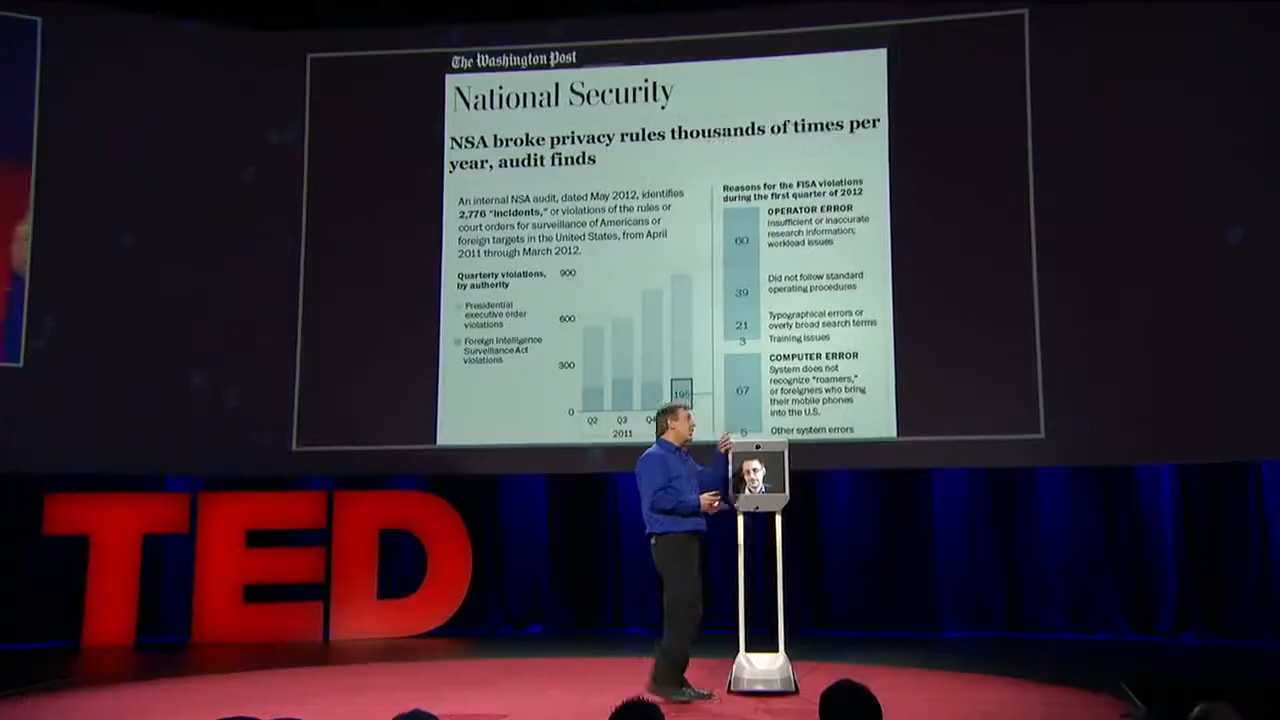 The Washington Post
National Security
NSA broke privacy rules thousands of times per
year, audit finds
An internal NSA audit, dated May 2012, identifies
2,776 "incidents," or violations of the rules or
court orders for surveillance of Americans or
foreign targets in the United States, from April
2011 through March 2012.
Quarterly violations,
by authority
Presidential
executive order
violations
Foreign Intelligence
Surveillance Act
violations
900
600
300
0
195
Q2
Q3
Q4
2011
Reasons for the FISA violations
during the first quarter of 2012
OPERATOR ERROR
Insufficient or inaccurate
research information;
workload issues
60
Did not follow standard
operating procedures
39
Typographical errors or
overly broad search terms
21
Training issues
3
COMPUTER ERROR
System does not
recognize "roamers,"
or foreigners who bring
their mobile phones
into the U.S.
67
Other system errors
5
TED